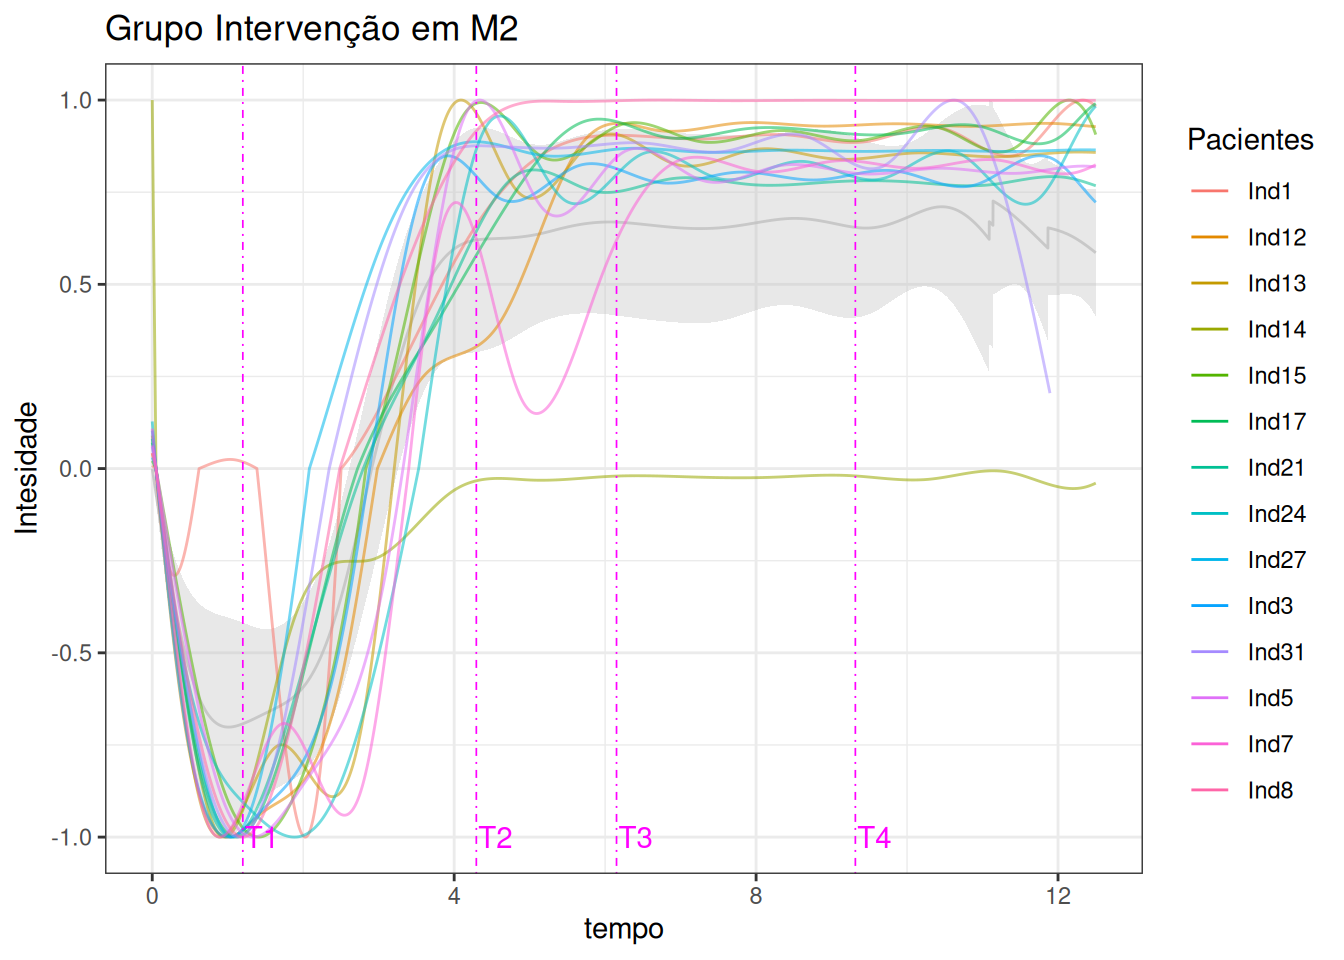 Grupo Intervenção em M2
Intesidade
1.0
0.5
0.0
-0.5
-1.0
T1
T2
T3
T4
0
4
8
12
tempo
Pacientes
Ind1
Ind12
Ind13
Ind14
Ind15
Ind17
Ind21
Ind24
Ind27
Ind3
Ind31
Ind5
Ind7
Ind8